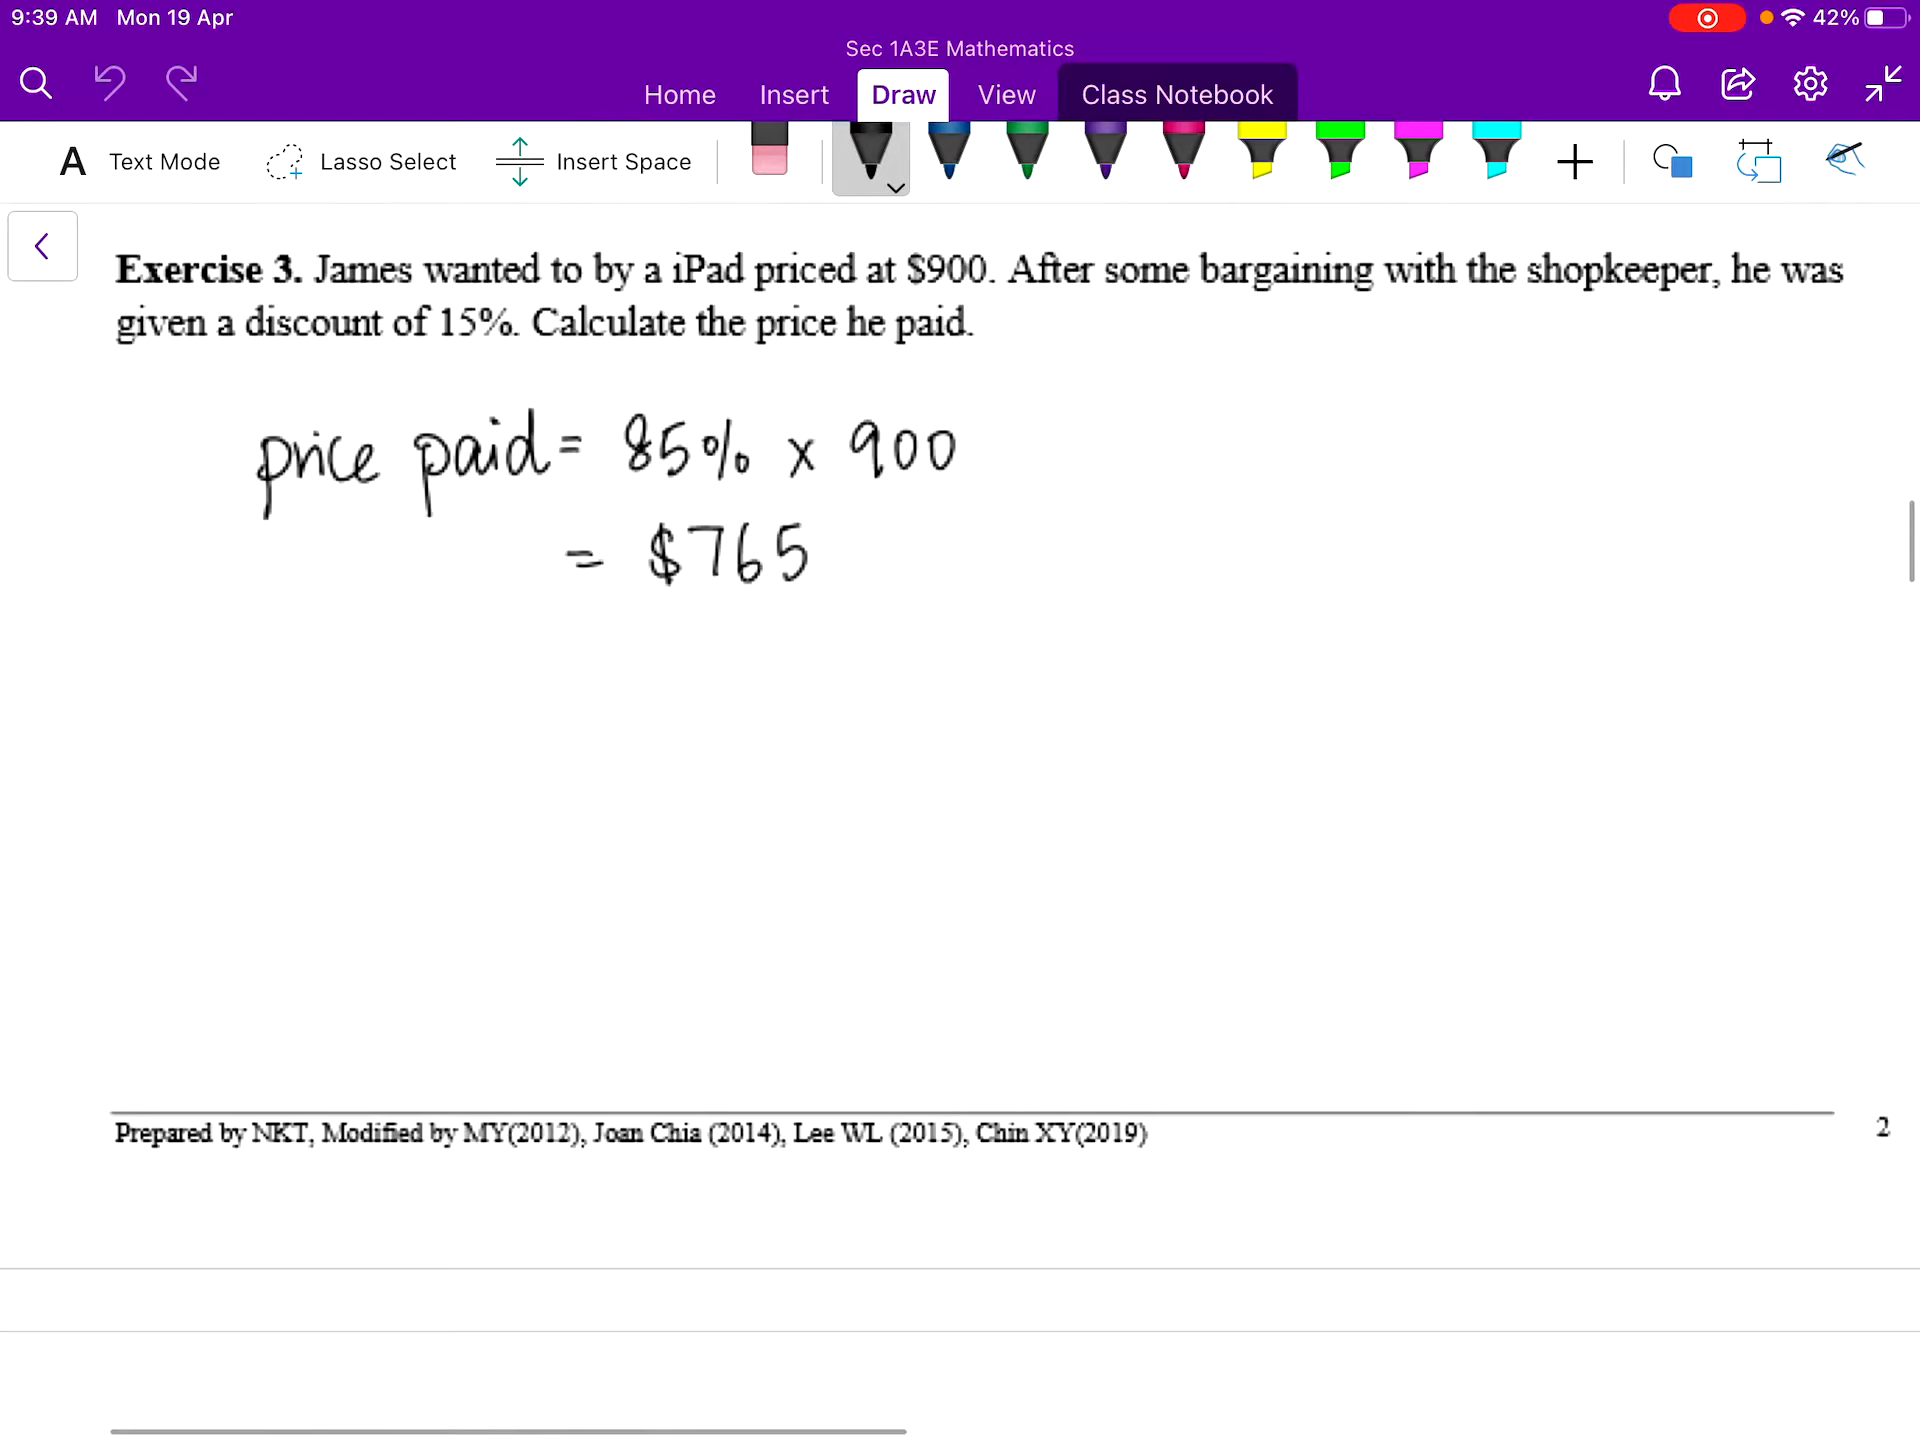 9:39 AM Mon 19 Apr
42%
Sec 1A3E Mathematics
Home Insert Draw View Class Notebook
A Text Mode Lasso Select Insert Space
Exercise 3. James wanted to by a iPad priced at $900. After some bargaining with the shopkeeper, he was
given a discount of 15%. Calculate the price he paid.
price paid = 85% x 900
= $765
Prepared by NKT, Modified by MY(2012), Joan Chia (2014), Lee WL (2015), Chin XY(2019)
2